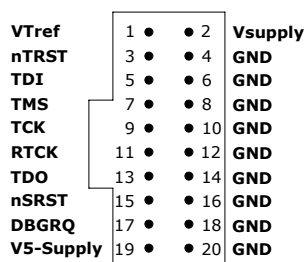 VTref 1 2 Vsupply
nTRST 3 4 GND
TDI 5 6 GND
TMS 7 8 GND
TCK 9 10 GND
RTCK 11 12 GND
TDO 13 14 GND
nSRST 15 16 GND
DBGRQ 17 18 GND
V5-Supply 19 20 GND